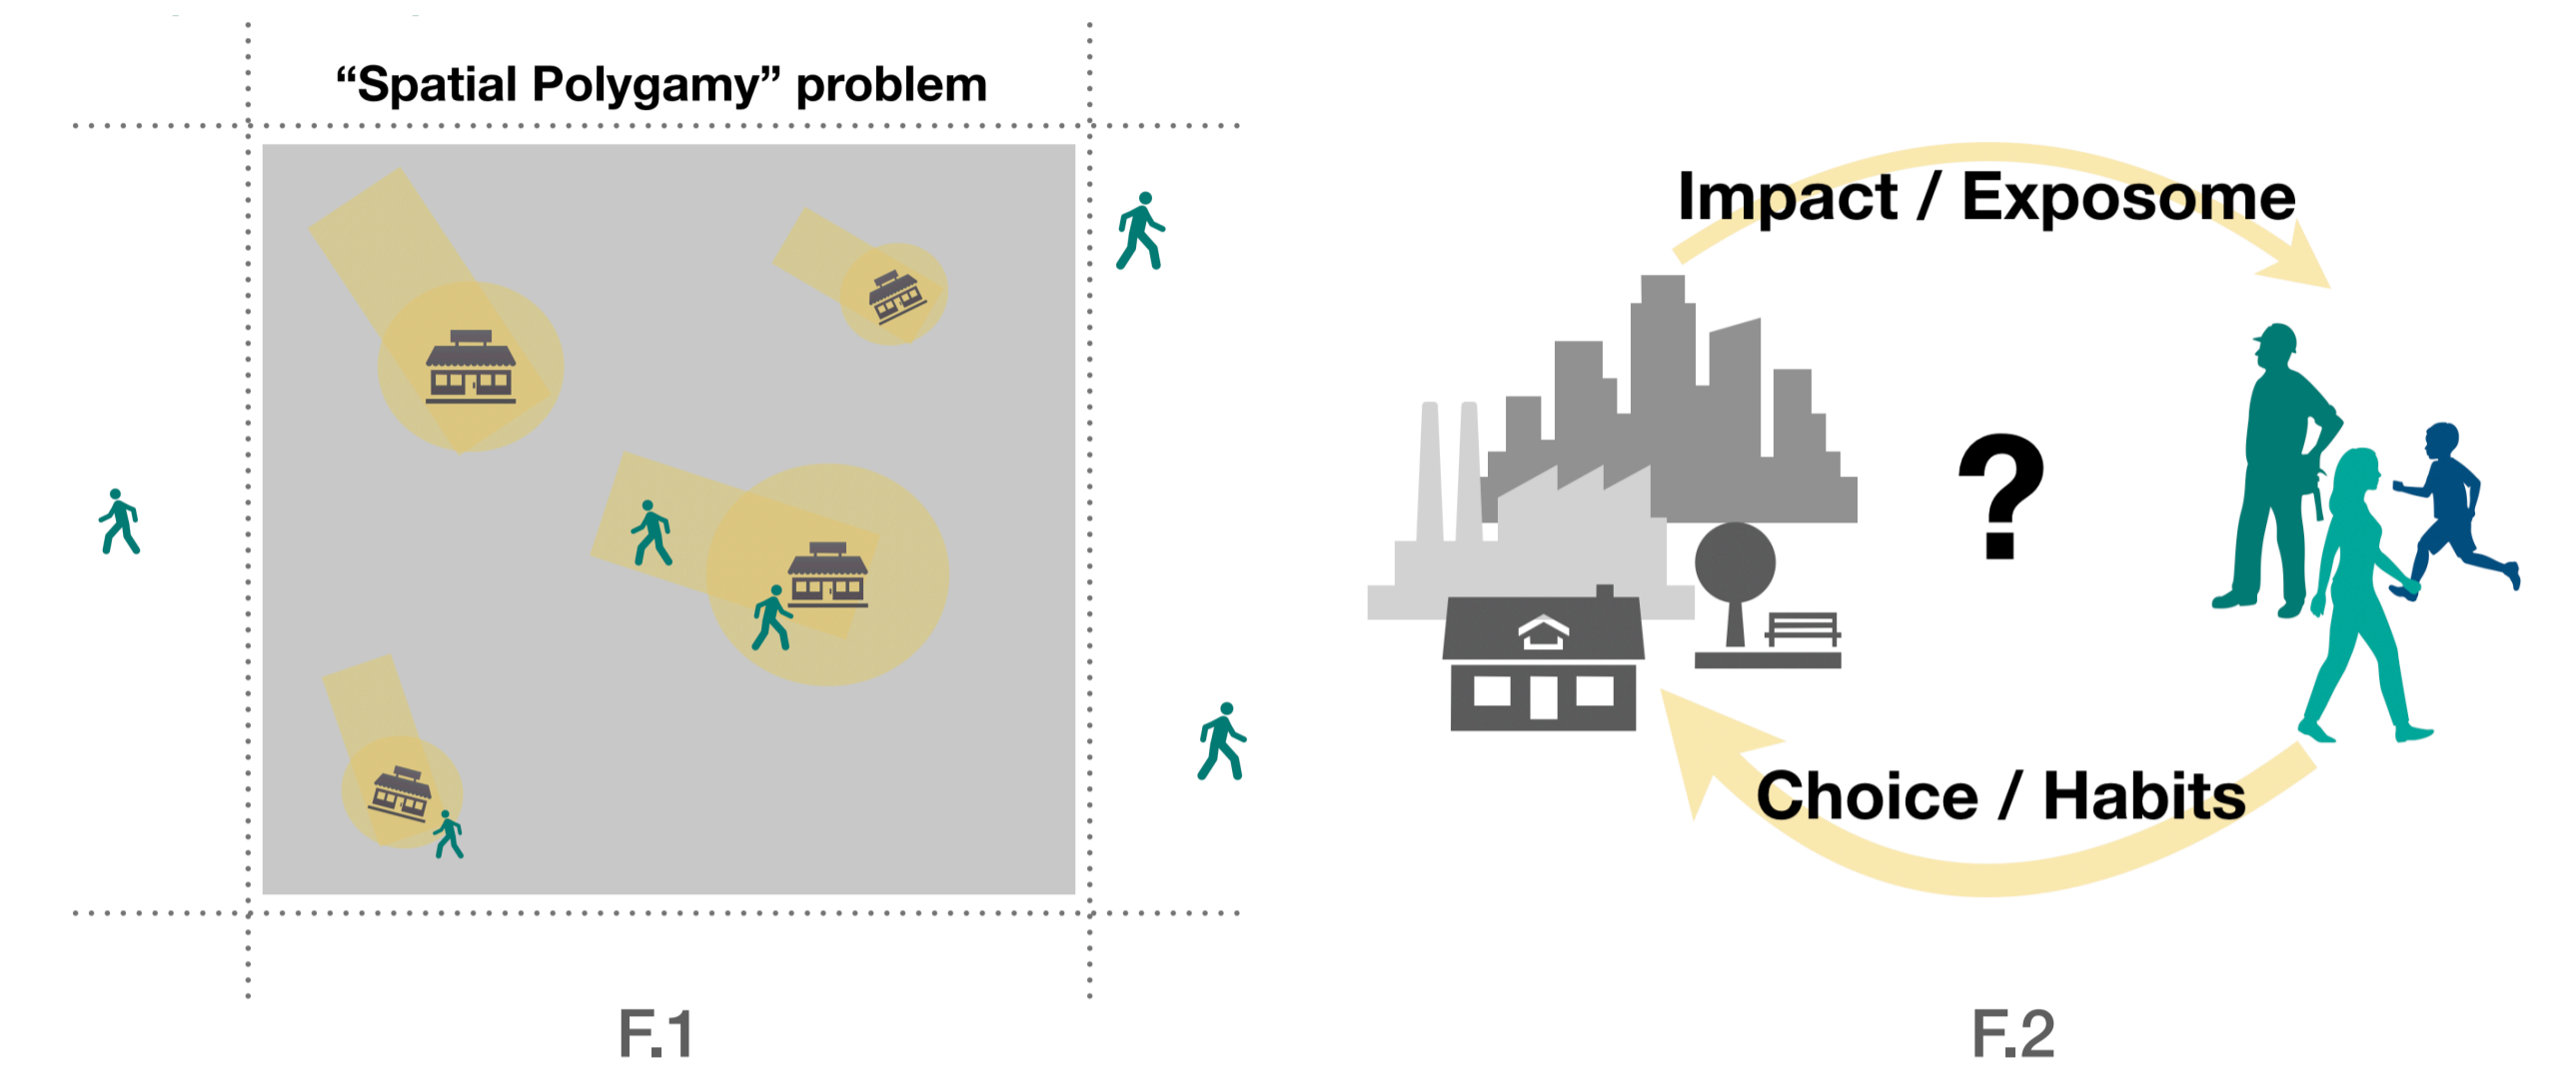 “Spatial Polygamy” problem
F.1
Impact / Exposome
?
Choice / Habits
F.2